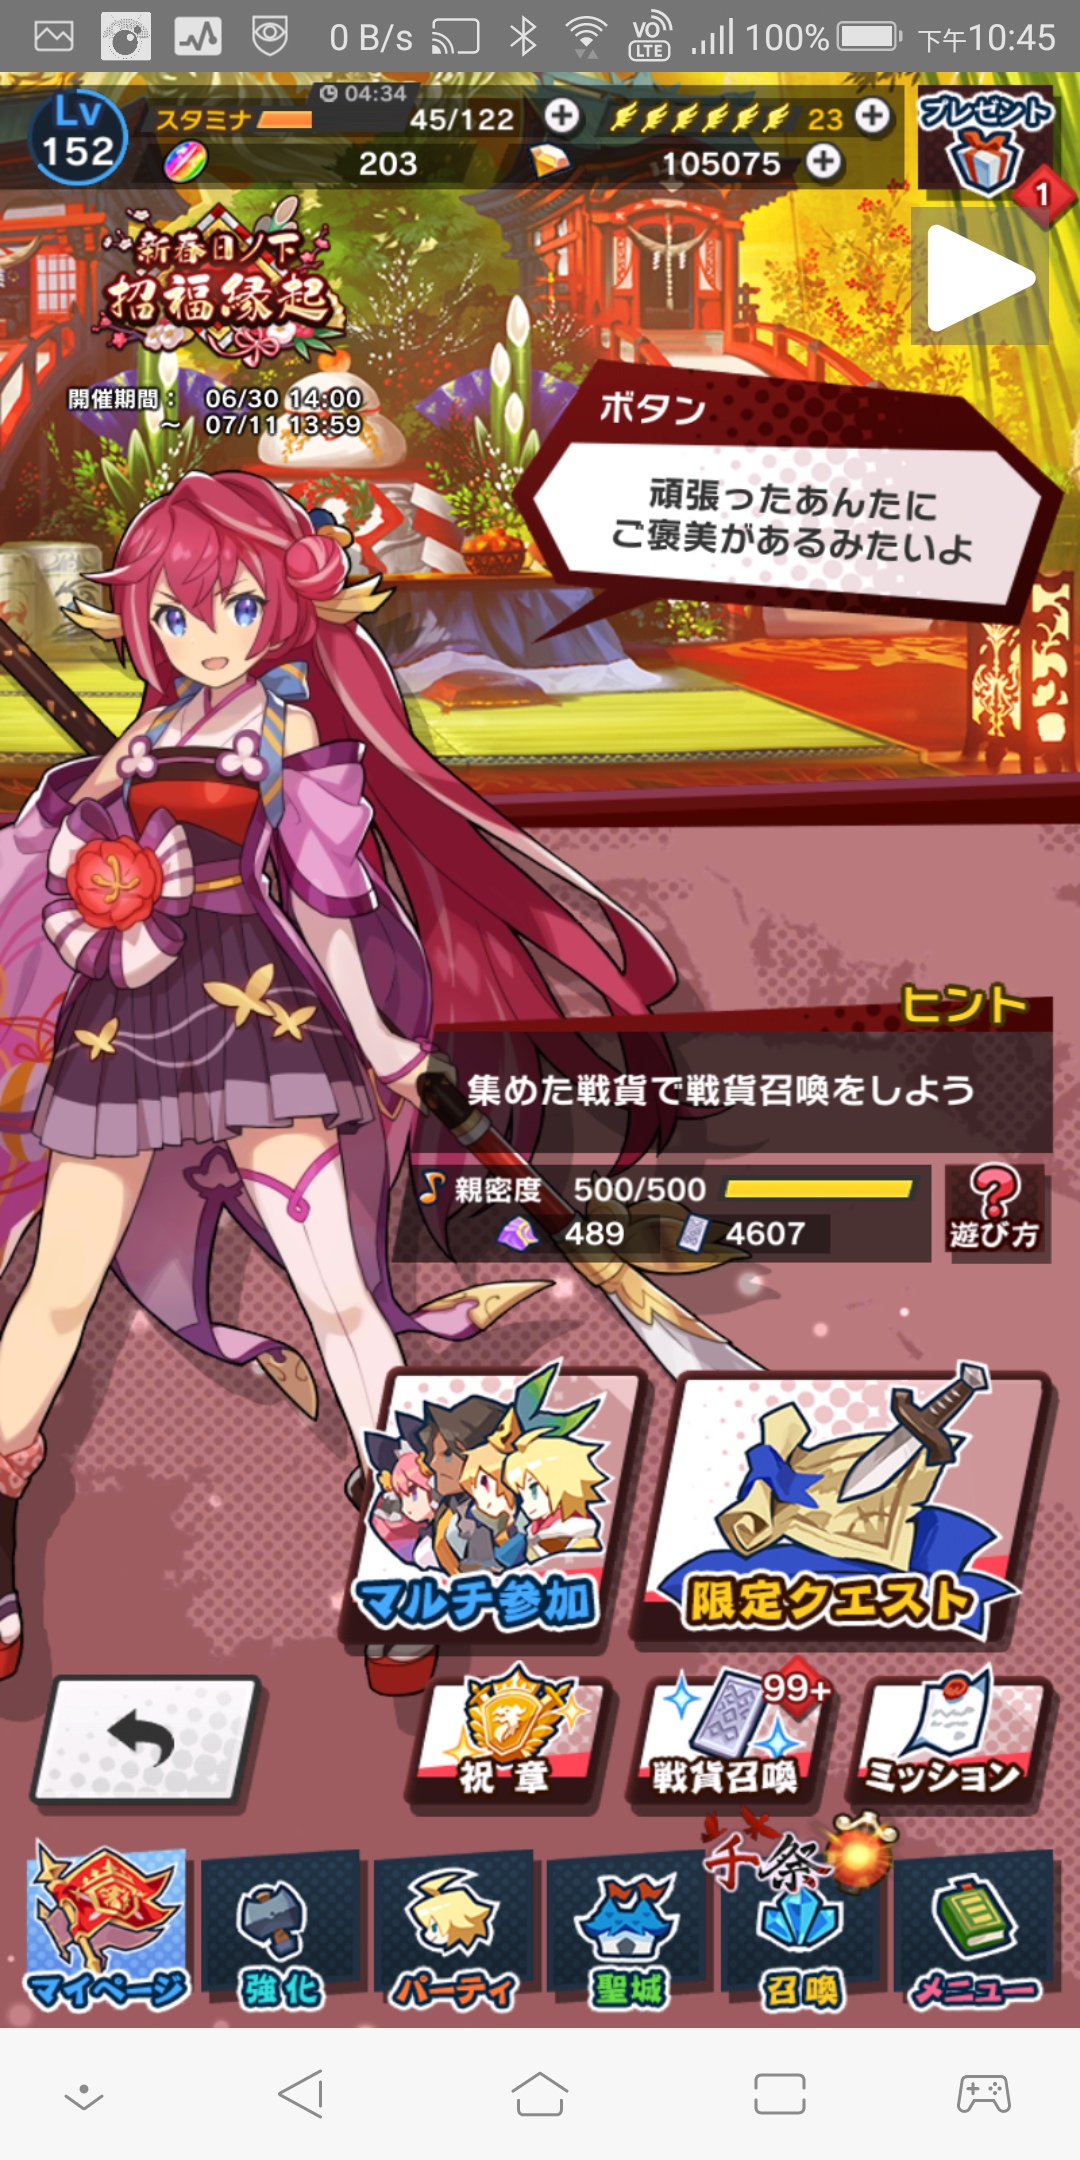 0 B/s
VO LTE
100%
下午10:45
Lv
152
スタミナ
04:34
45/122
23
203
105075
プレゼント
1
新春日ノ下
招福縁起
開催期間： 06/30 14:00
～ 07/11 13:59
ボタン
頑張ったあんたに
ご褒美があるみたいよ
ヒント
集めた戦貨で戦貨召喚をしよう
親密度 500/500
489
4607
?
遊び方
マルチ参加
限定クエスト
祝章
99+
戦貨召喚
ミッション
千祭
マイページ
強化
パーティ
聖城
召喚
メニュー